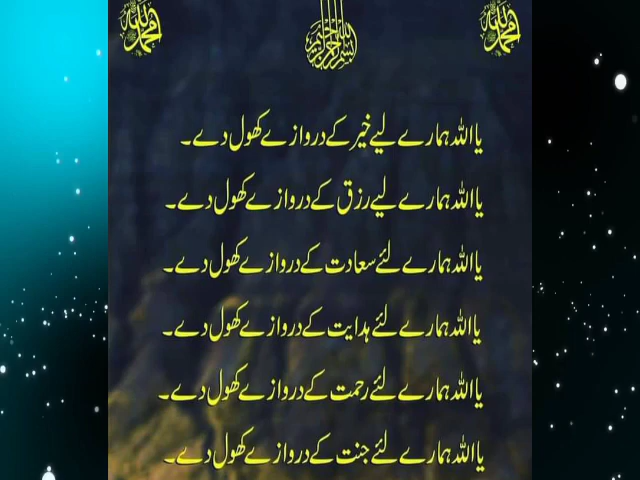 الله محمد
بسم الله الرحمن الرحيم
الله محمد
یا اللہ ہمارے لیے خیر کے دروازے کھول دے۔
یا اللہ ہمارے لیے رزق کے دروازے کھول دے۔
یا اللہ ہمارے لئے سعادت کے دروازے کھول دے۔
یا اللہ ہمارے لئے ہدایت کے دروازے کھول دے۔
یا اللہ ہمارے لئے رحمت کے دروازے کھول دے۔
یا اللہ ہمارے لئے جنت کے دروازے کھول دے۔